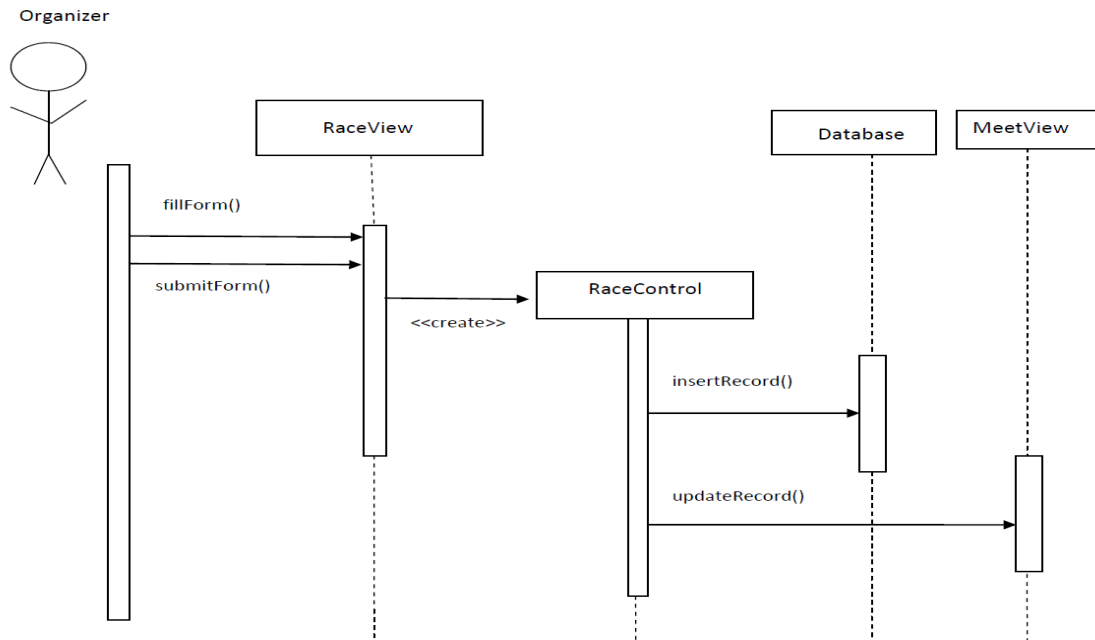 Organizer
RaceView
Database
MeetView
fillForm()
submitForm()
RaceControl
<<create>>
insertRecord()
updateRecord()